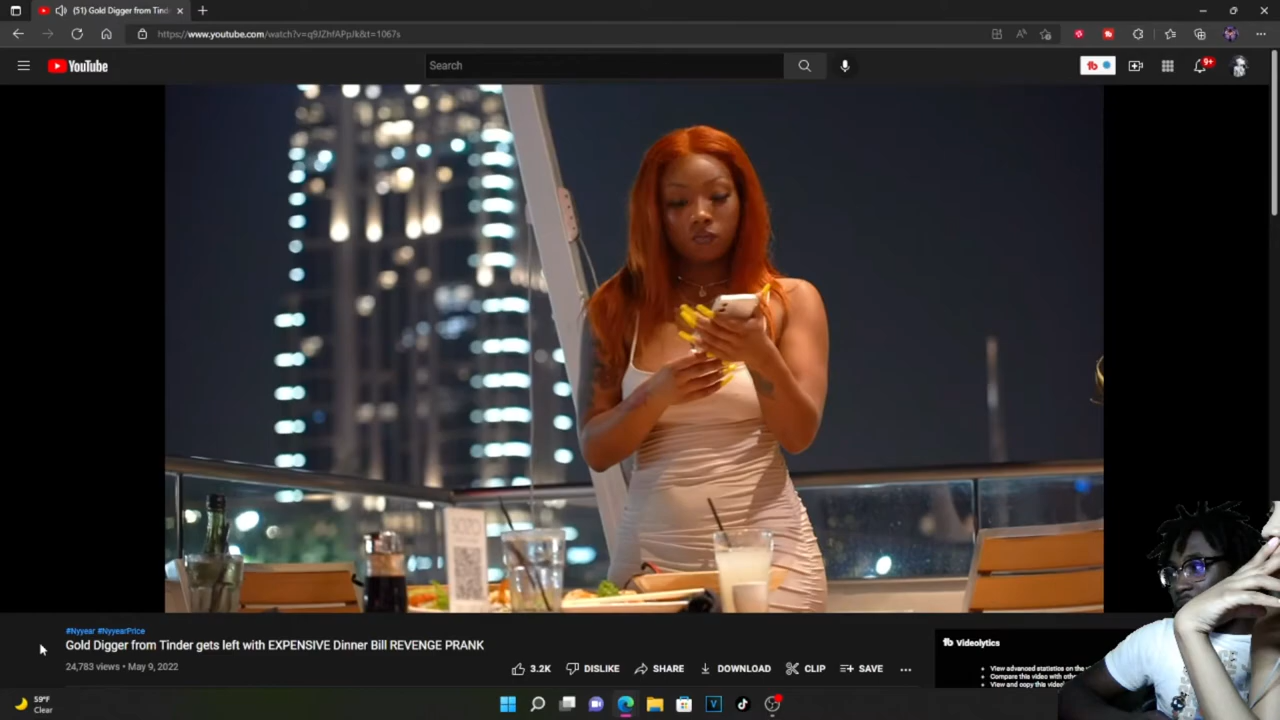 (51) Gold Digger from Tind
https://www.youtube.com/watch?v=q9JZhfAPpJk&t=1067s
YouTube
Search
9+
SOZO
#Nyyear #NyyearPrice
Gold Digger from Tinder gets left with EXPENSIVE Dinner Bill REVENGE PRANK
24,783 views • May 9, 2022
3.2K
DISLIKE
SHARE
DOWNLOAD
CLIP
SAVE
Videolytics
View advanced statistics on the
Compare this video with othe
View and copy this video
59°F
Clear